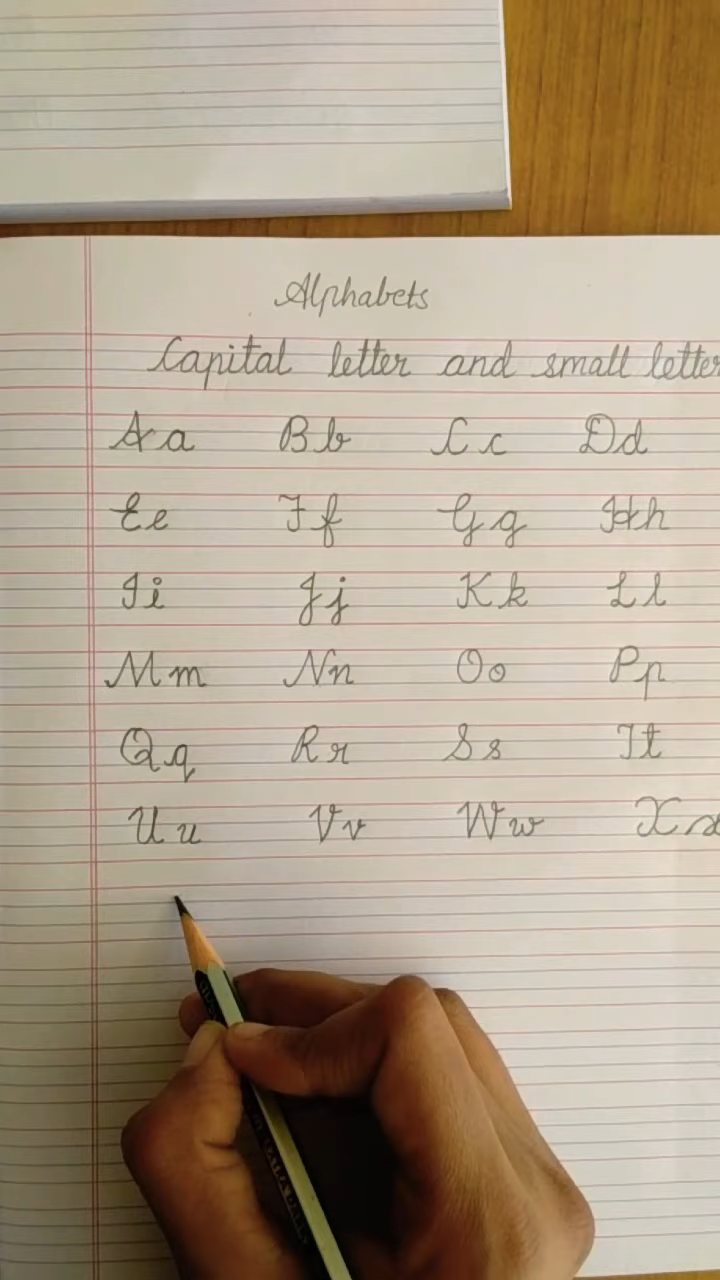 Alphabets
Capital letter and small letter
Aa Bb Cc Dd
Ee Ff Gg Hh
Ii Jj Kk Ll
Mm Nn Oo Pp
Qq Rr Ss Tt
Uu Vv Ww Xx